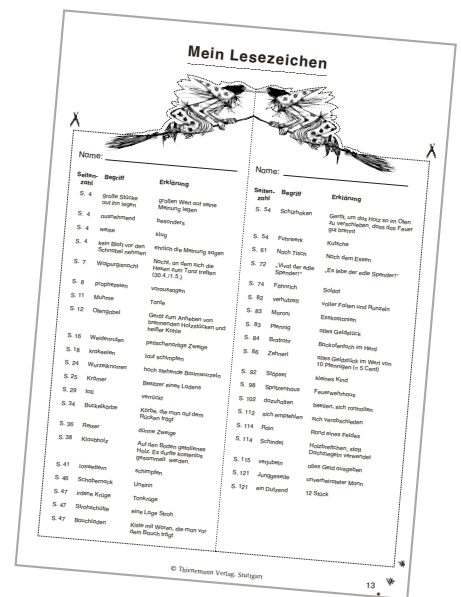 Mein Lesezeichen
Name:
Seiten-
zahl Begriff Erklärung
S. 4 große Stücke großen Wert auf seine
auf ihn legen Meinung legen
S. 4 ausnehmend besonders
S. 4 weise klug
S. 4 kein Blatt vor den ehrlich die Meinung sagen
Schnabel nehmen
S. 7 Walpurgisnacht Nacht, an dem sich die
Hexen zum Tanz treffen
(30.4./1.5.)
S. 8 prophezeien voraussagen
S. 11 Muhme Tante
S. 12 Ofengabel Gerät zum Anheben von
brennenden Holzstücken und
heißer Kohle
S. 16 Weidenrufen peitschenartige Zweige
S. 18 krakeelen laut schimpfen
S. 24 Wurzelknorren hoch stehende Baumwurzeln
S. 25 Krämer Besitzer eines Ladens
S. 29 toll verrückt
S. 34 Buckelkörbe Körbe, die man auf dem
Rücken trägt
S. 36 Reiser dünne Zweige
S. 38 Klaubholz Auf den Boden gefallenes
Holz. Es durfte kostenlos
gesammelt werden.
S. 41 loswettern schimpfen
S. 46 Schabernack Unsinn
S. 47 irdene Krüge Tonkrüge
S. 47 Strohschütte eine Lage Stroh
S. 47 Bauchladen Kiste mit Waren, die man vor
dem Bauch trägt
Name:
Seiten-
zahl Begriff Erklärung
S. 54 Schürhaken Gerät, um das Holz so im Ofen
zu verschieben, dass das Feuer
gut brennt
S. 54 Fuhrwerk Kutsche
S. 61 Nach Tisch Nach dem Essen
S. 72 „Vivat der edle „Es lebe der edle Spender!"
Spender!"
S. 74 Fähnrich Soldat
S. 82 verhutzelt voller Falten und Runzeln
S. 83 Maroni Esskastanien
S. 83 Pfennig altes Geldstück
S. 84 Bratrohr Backofenfach im Herd
S. 86 Zehnerl altes Geldstück im Wert von
10 Pfennigen (= 5 Cent)
S. 92 Stöpsel kleines Kind
S. 98 Spritzenhaus Feuerwehrhaus
S. 102 dazuhalten beeilen, sich ranhalten
S. 112 sich empfehlen sich verabschieden
S. 114 Rain Rand eines Feldes
S. 114 Schindel Holzbrettchen, statt
Dachziegeln verwendet
S. 115 verjubeln alles Geld ausgeben
S. 121 Junggeselle unverheirateter Mann
S. 121 ein Dutzend 12 Stück
© Thienemann Verlag, Stuttgart
13